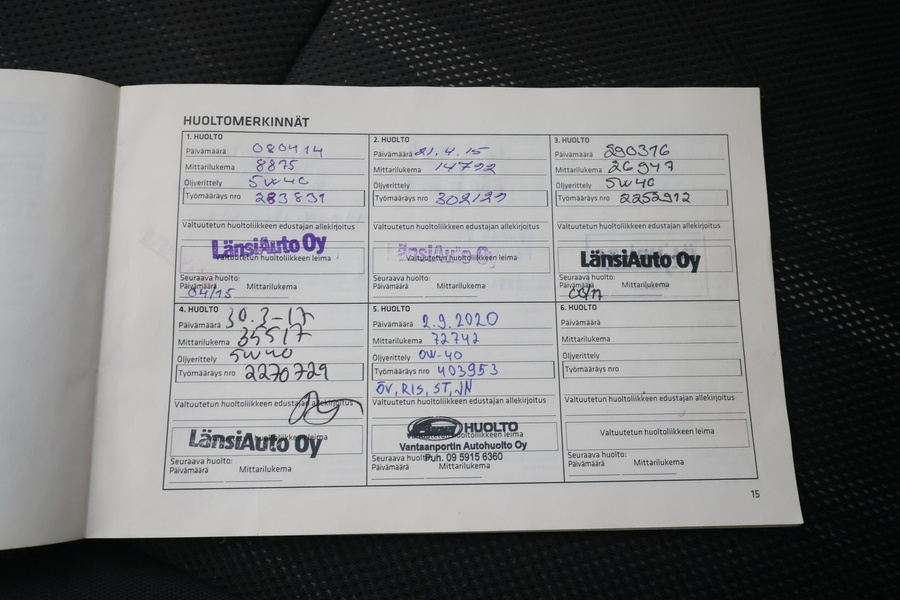 HUOLTOMERKINNÄT
1. HUOLTO
Päivämäärä 080414
Mittarilukema 8875
Öljyerittely 5W40
Työmääräys nro 283831
Valtuutetun huoltoliikkeen edustajan allekirjoitus
LänsiAuto Oy
Valtuutetun huoltoliikkeen leima
Seuraava huolto:
Päivämäärä Mittarilukema
04/15
2. HUOLTO
Päivämäärä 21.4.15
Mittarilukema 14792
Öljyerittely
Työmääräys nro 302129
Valtuutetun huoltoliikkeen edustajan allekirjoitus
LänsiAuto Oy
Valtuutetun huoltoliikkeen leima
Seuraava huolto:
Päivämäärä Mittarilukema
3. HUOLTO
Päivämäärä 290316
Mittarilukema 26947
Öljyerittely 5W40
Työmääräys nro 2252912
Valtuutetun huoltoliikkeen edustajan allekirjoitus
LänsiAuto Oy
Seuraava huolto:
Päivämäärä Mittarilukema
4. HUOLTO
Päivämäärä 30.3-17
Mittarilukema 35517
Öljyerittely 5W40
Työmääräys nro 2270729
Valtuutetun huoltoliikkeen edustajan allekirjoitus
LänsiAuto Oy
Seuraava huolto:
Päivämäärä Mittarilukema
5. HUOLTO
Päivämäärä 2.9.2020
Mittarilukema 72742
Öljyerittely 0W-40
Työmääräys nro 403953
ÖV, RIS, ST, JN
Valtuutetun huoltoliikkeen edustajan allekirjoitus
HUOLTO
Valtuutetun huoltoliikkeen leima
Vantaanportin Autohuolto Oy
Puh. 09 5915 6360
Seuraava huolto:
Päivämäärä Mittarilukema
6. HUOLTO
Päivämäärä
Mittarilukema
Öljyerittely
Työmääräys nro
Valtuutetun huoltoliikkeen edustajan allekirjoitus
Valtuutetun huoltoliikkeen leima
Seuraava huolto:
Päivämäärä Mittarilukema
15